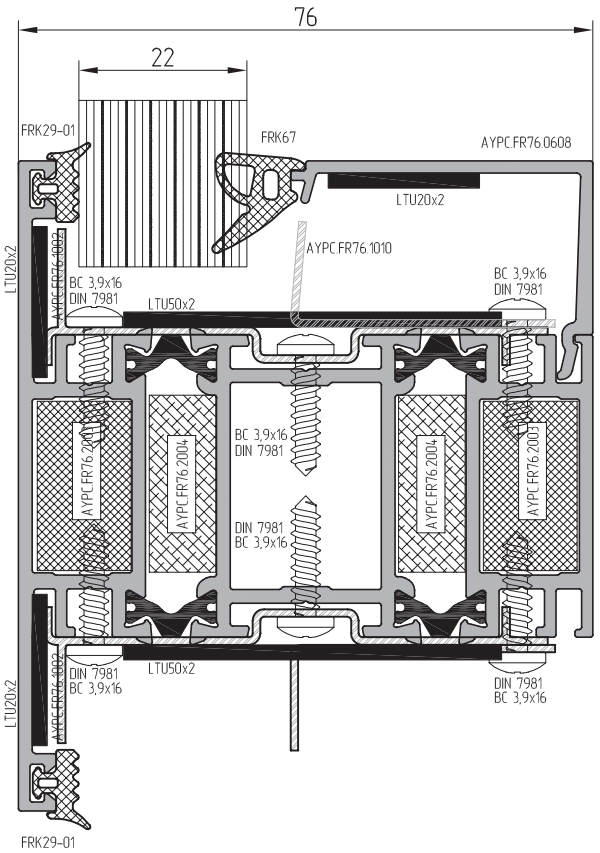 76
22
FRK29-01
FRK67
AYPC.FR76.0608
LTU20x2
LTU20x2
AYPC.FR76.1002
AYPC.FR76.1010
BC 3,9x16
DIN 7981
LTU50x2
BC 3,9x16
DIN 7981
BC 3,9x16
DIN 7981
AYPC.FR76.2004
AYPC.FR76.2004
AYPC.FR76.2003
DIN 7981
BC 3,9x16
LTU20x2
AYPC.FR76.1002
DIN 7981
BC 3,9x16
LTU50x2
DIN 7981
BC 3,9x16
FRK29-01